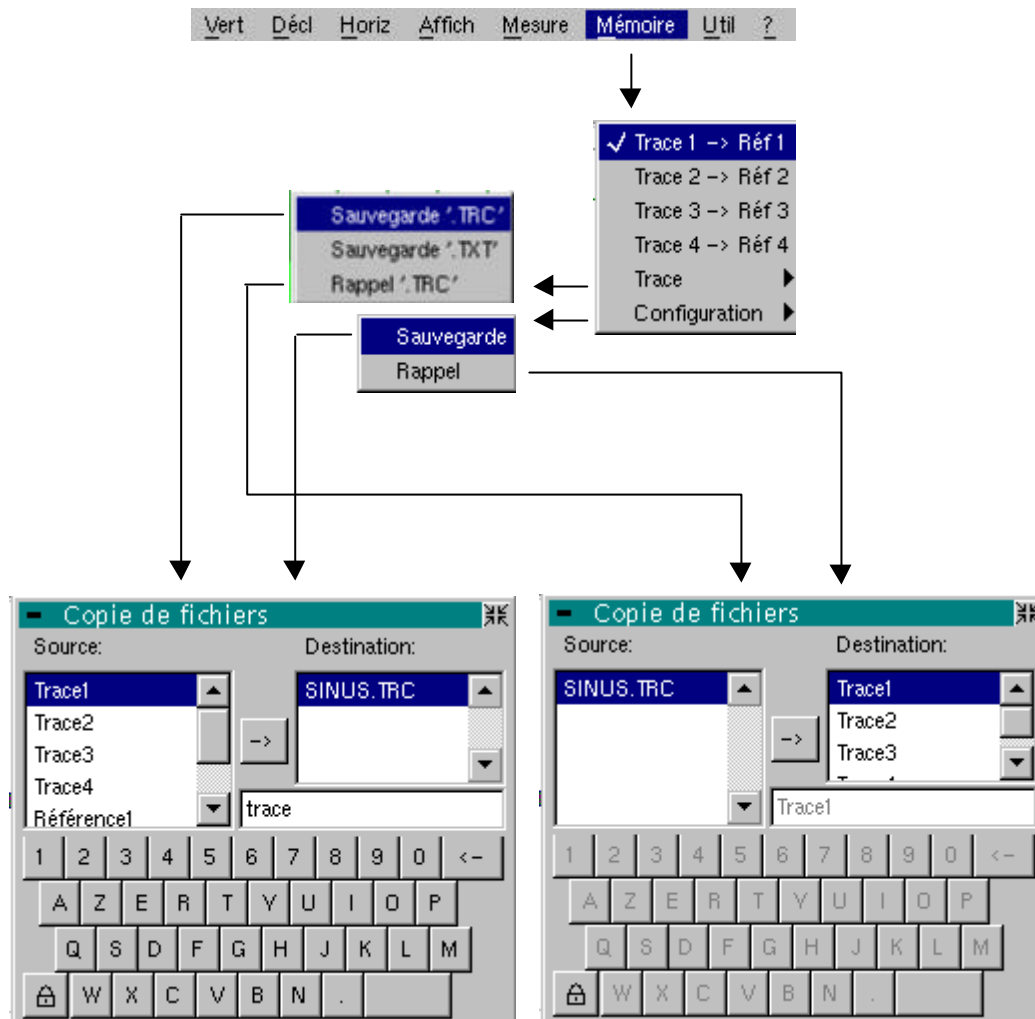 Vert Décl Horiz Affich Mesure Mémoire Util ?
✓ Trace 1 -> Réf 1
Trace 2 -> Réf 2
Trace 3 -> Réf 3
Trace 4 -> Réf 4
Trace
Configuration
Sauvegarde '.TRC'
Sauvegarde '.TXT'
Rappel '.TRC'
Sauvegarde
Rappel
Copie de fichiers
Source: Destination:
Trace1
Trace2
Trace3
Trace4
Référence1
->
SINUS.TRC
trace
1 2 3 4 5 6 7 8 9 0 <-
A Z E R T Y U I O P
Q S D F G H J K L M
W X C V B N .
Copie de fichiers
Source: Destination:
SINUS.TRC
->
Trace1
Trace2
Trace3
Trace1
1 2 3 4 5 6 7 8 9 0 <-
A Z E R T Y U I O P
Q S D F G H J K L M
W X C V B N .